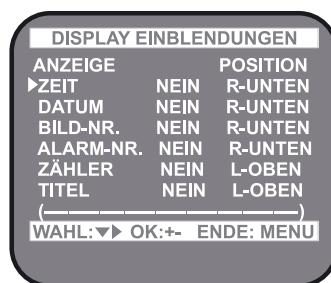 DISPLAY EINBLENDUNGEN
ANZEIGE POSITION
▶ZEIT NEIN R-UNTEN
DATUM NEIN R-UNTEN
BILD-NR. NEIN R-UNTEN
ALARM-NR. NEIN R-UNTEN
ZÄHLER NEIN L-OBEN
TITEL NEIN L-OBEN
(_ _ _ _ _ _ _ _ _ _)
WAHL:▼▶ OK:+- ENDE: MENU